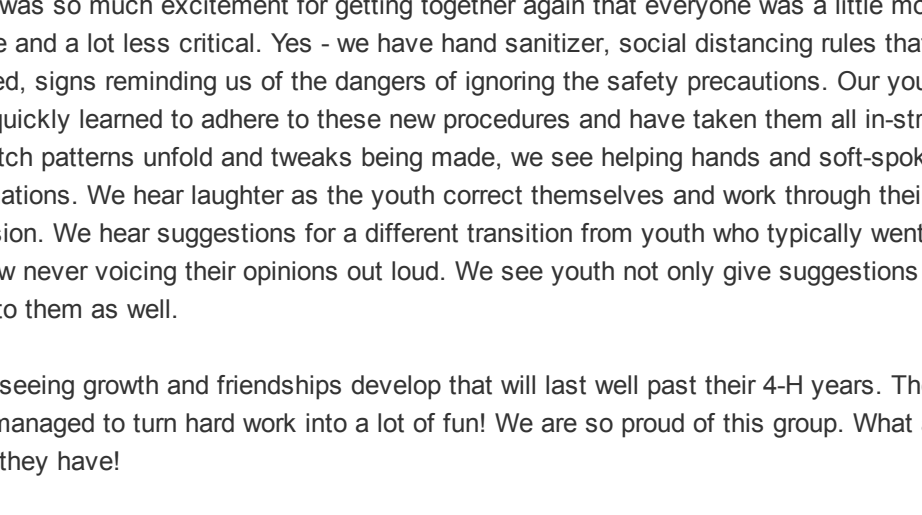 was so much excitement for getting together again that everyone was a little mo
e and a lot less critical. Yes - we have hand sanitizer, social distancing rules tha
ed, signs reminding us of the dangers of ignoring the safety precautions. Our you
quickly learned to adhere to these new procedures and have taken them all in-str
tch patterns unfold and tweaks being made, we see helping hands and soft-spok
ations. We hear laughter as the youth correct themselves and work through thei
sion. We hear suggestions for a different transition from youth who typically went
w never voicing their opinions out loud. We see youth not only give suggestions
to them as well.
seeing growth and friendships develop that will last well past their 4-H years. Th
managed to turn hard work into a lot of fun! We are so proud of this group. What
they have!